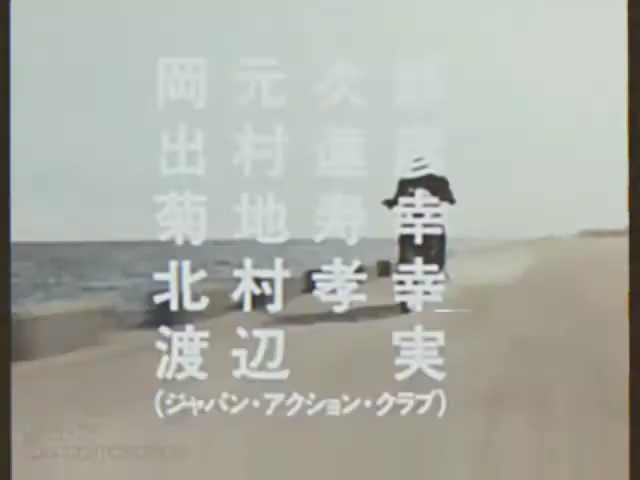 岡元久
出村道
菊地寿幸
北村孝幸
渡辺 実
(ジャパン・アクション・クラブ)